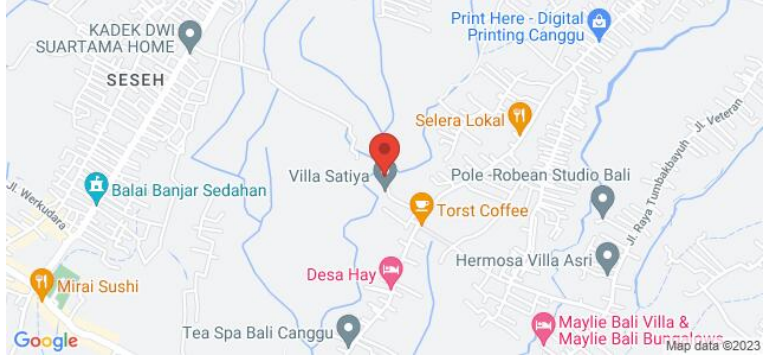 KADEK DWI
SUARTAMA HOME
Print Here - Digital
Printing Canggu
SESEH
Jl. Veteran
Selera Lokal
Villa Satiya
Pole -Robean Studio Bali
Balai Banjar Sedahan
Jl. Werkudara
Torst Coffee
Jl. Raya Tumbakbayuh
Hermosa Villa Asri
Desa Hay
Mirai Sushi
Tea Spa Bali Canggu
Maylie Bali Villa &
Maylie Bali Bungalows
Google
Map data ©2023